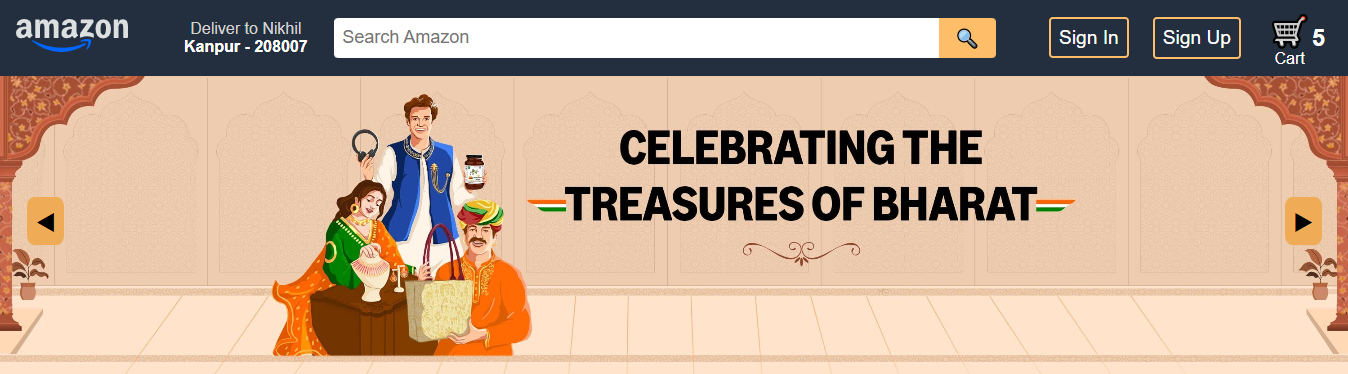 amazon
Deliver to Nikhil
Kanpur - 208007
Search Amazon
Sign In
Sign Up
5
Cart
CELEBRATING THE
TREASURES OF BHARAT